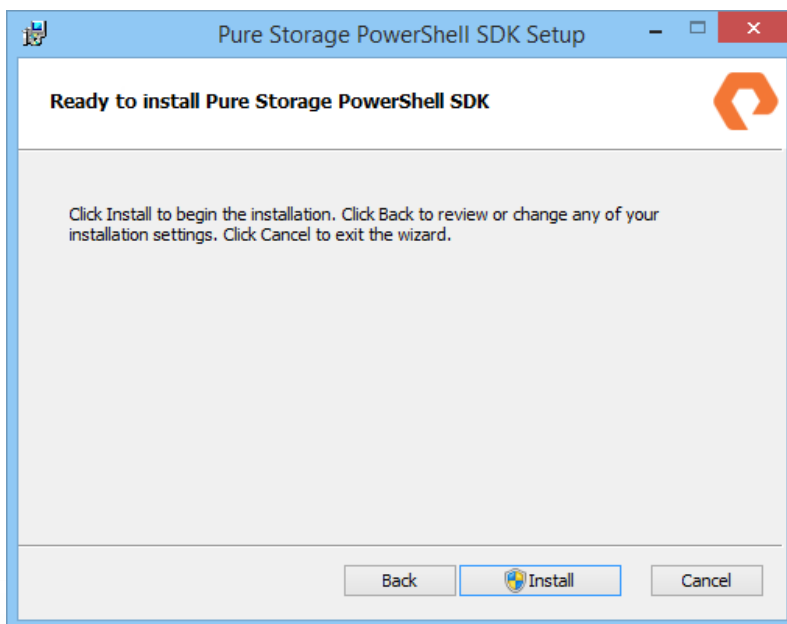 Pure Storage PowerShell SDK Setup
Ready to install Pure Storage PowerShell SDK
Click Install to begin the installation. Click Back to review or change any of your
installation settings. Click Cancel to exit the wizard.
Back Install Cancel